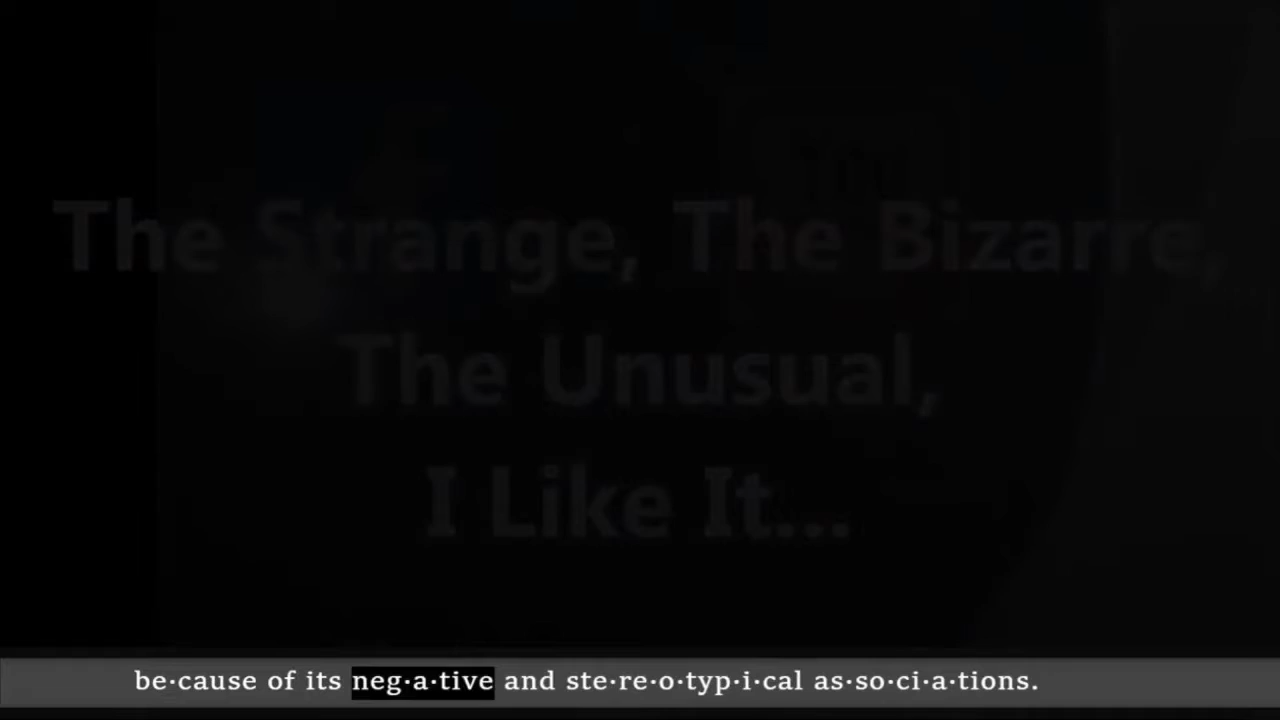 The Strange, The Bizarre,
The Unusual,
I Like It...
be·cause of its neg·a·tive and ste·re·o·typ·i·cal as·so·ci·a·tions.